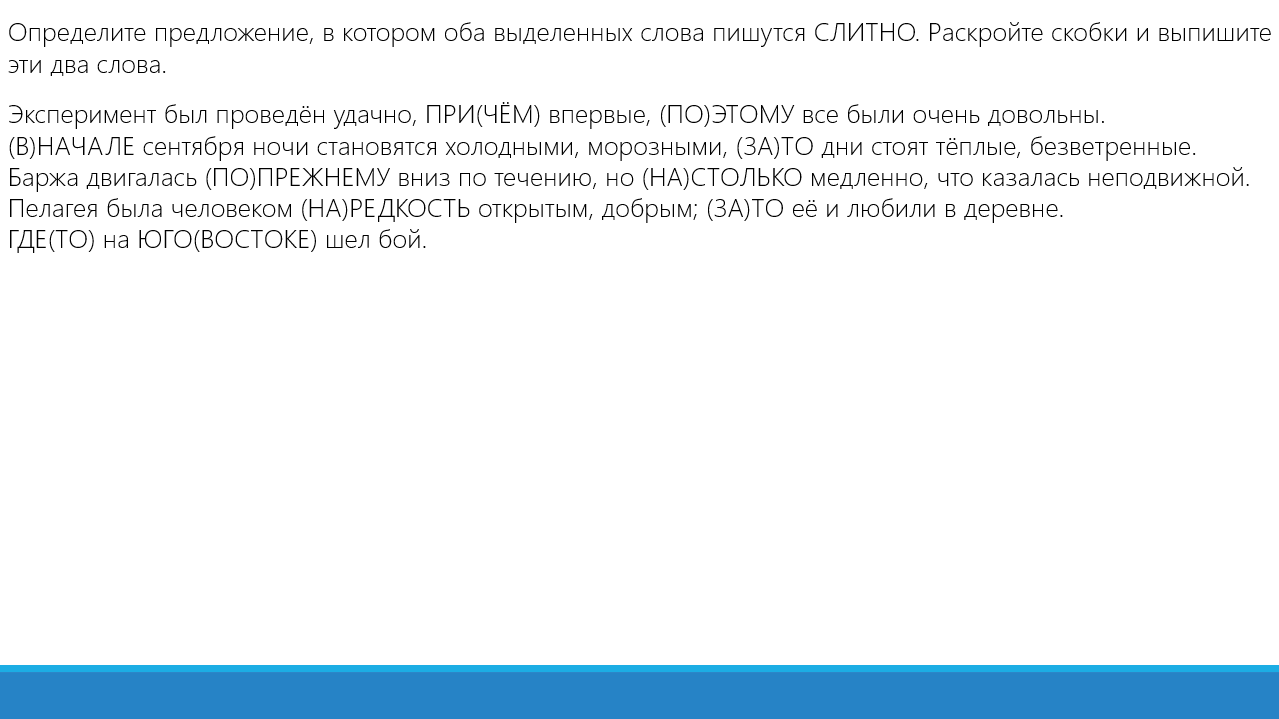 Определите предложение, в котором оба выделенных слова пишутся СЛИТНО. Раскройте скобки и выпишите
эти два слова.
Эксперимент был проведён удачно, ПРИ(ЧЁМ) впервые, (ПО)ЭТОМУ все были очень довольны.
(В)НАЧАЛЕ сентября ночи становятся холодными, морозными, (ЗА)ТО дни стоят тёплые, безветренные.
Баржа двигалась (ПО)ПРЕЖНЕМУ вниз по течению, но (НА)СТОЛЬКО медленно, что казалась неподвижной.
Пелагея была человеком (НА)РЕДКОСТЬ открытым, добрым; (ЗА)ТО её и любили в деревне.
ГДЕ(ТО) на ЮГО(ВОСТОКЕ) шел бой.